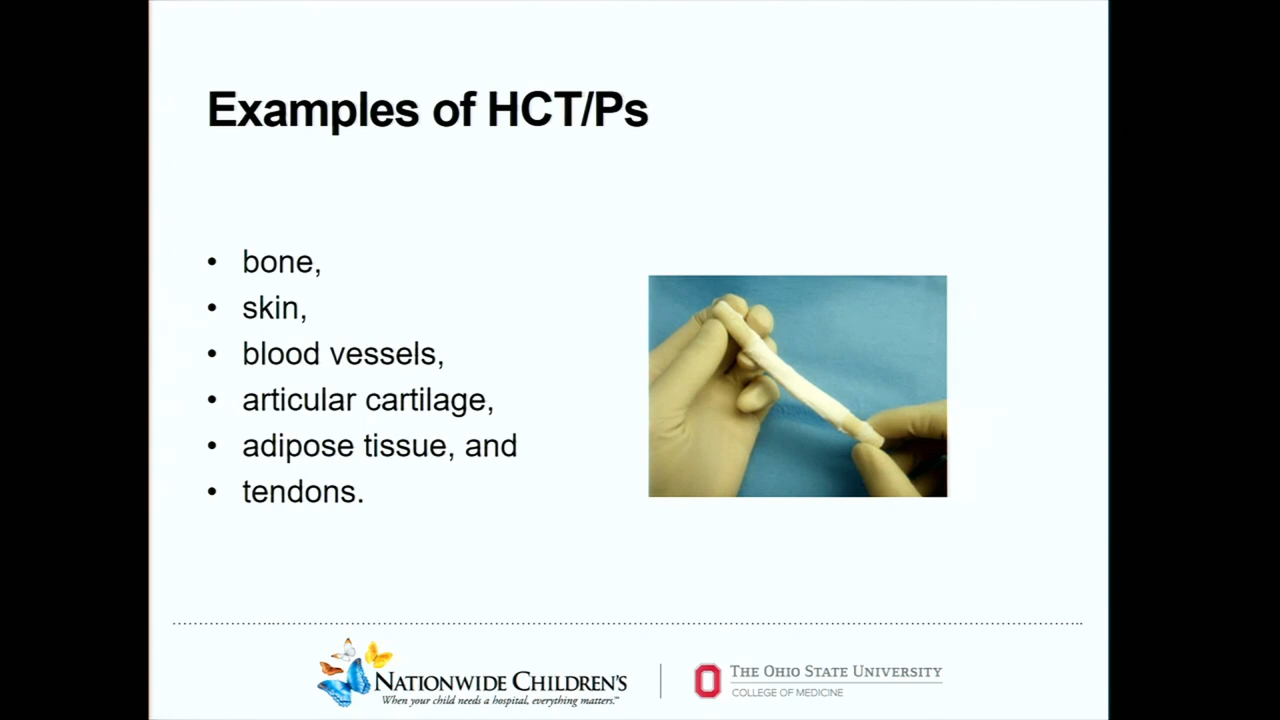 Examples of HCT/Ps
• bone,
• skin,
• blood vessels,
• articular cartilage,
• adipose tissue, and
• tendons.
NATIONWIDE CHILDREN'S
When your child needs a hospital, everything matters.℠
THE OHIO STATE UNIVERSITY
COLLEGE OF MEDICINE